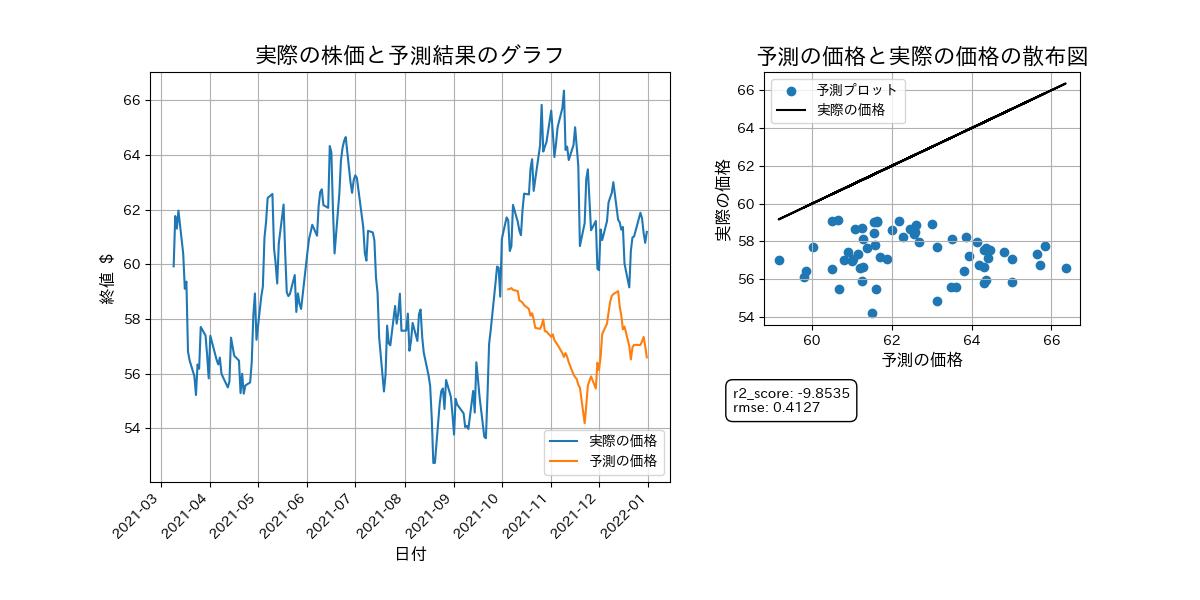 実際の株価と予測結果のグラフ
終値 $
66
64
62
60
58
56
54
2021-03
2021-04
2021-05
2021-06
2021-07
2021-08
2021-09
2021-10
2021-11
2021-12
2022-01
日付
実際の価格
予測の価格
予測の価格と実際の価格の散布図
実際の価格
66
64
62
60
58
56
54
60
62
64
66
予測の価格
予測プロット
実際の価格
r2_score: -9.8535
rmse: 0.4127